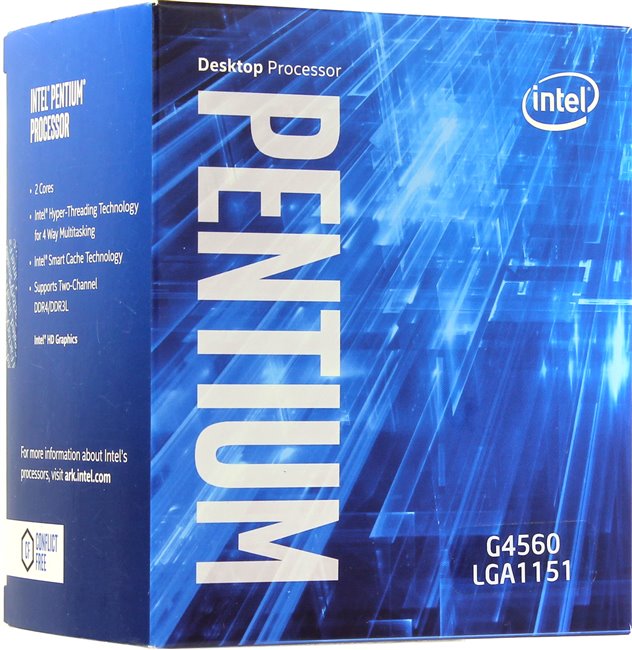 INTEL® PENTIUM®
PROCESSOR
• 2 Cores
• Intel® Hyper-Threading Technology
for 4 Way Multitasking
• Intel® Smart Cache Technology
• Supports Two-Channel
DDR4/DDR3L
Intel® HD Graphics
For more information about Intel's
processors, visit ark.intel.com
CF
CONFLICT
FREE
Desktop Processor
intel®
PENTIUM
G4560
LGA1151